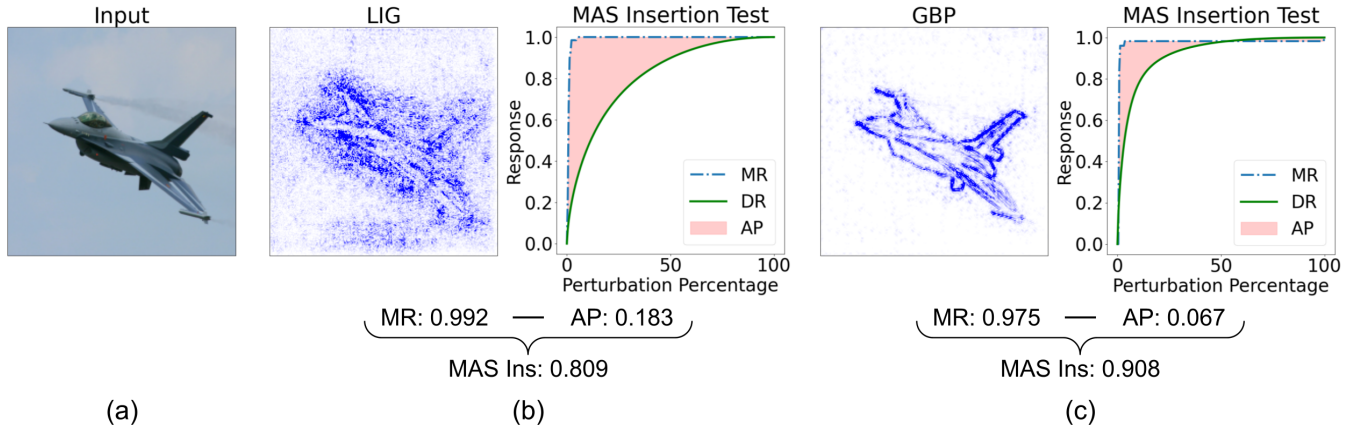 Input
LIG
MAS Insertion Test
1.0
0.8
0.6
0.4
0.2
0.0
Response
MR
DR
AP
0
50
100
Perturbation Percentage
MR: 0.992 — AP: 0.183
MAS Ins: 0.809
GBP
MAS Insertion Test
1.0
0.8
0.6
0.4
0.2
0.0
Response
MR
DR
AP
0
50
100
Perturbation Percentage
MR: 0.975 — AP: 0.067
MAS Ins: 0.908
(a)
(b)
(c)